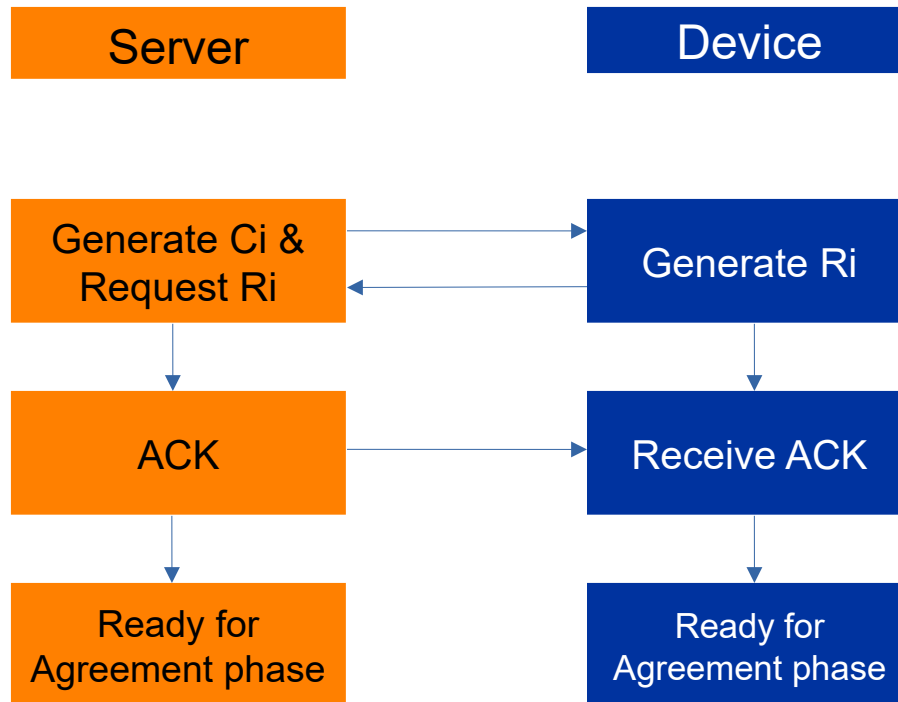 Server
Device
Generate Ci &
Request Ri
Generate Ri
ACK
Receive ACK
Ready for
Agreement phase
Ready for
Agreement phase